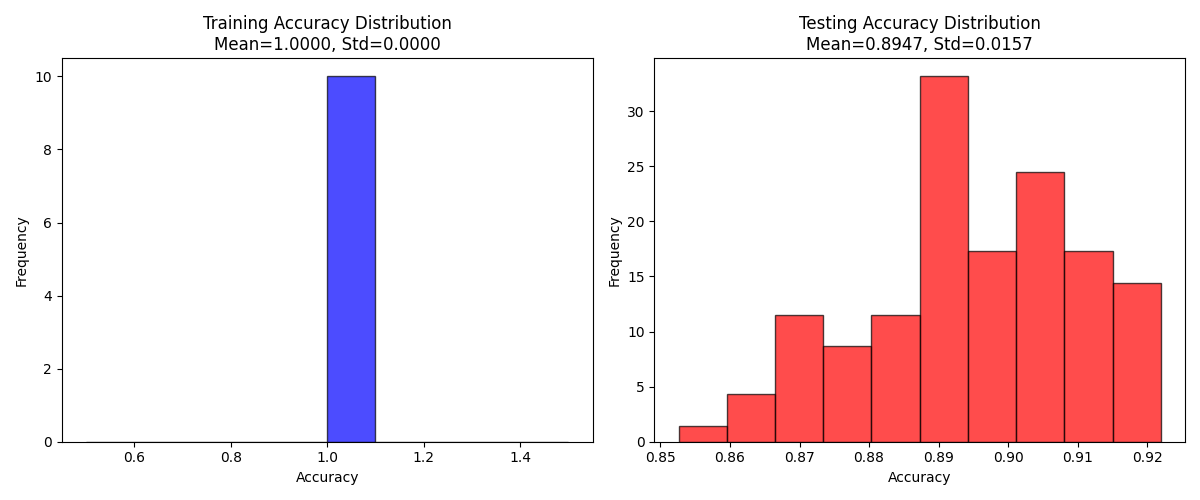 Training Accuracy Distribution
Mean=1.0000, Std=0.0000
10
8
6
4
2
0
Frequency
0.6 0.8 1.0 1.2 1.4
Accuracy
Testing Accuracy Distribution
Mean=0.8947, Std=0.0157
30
25
20
15
10
5
0
Frequency
0.85 0.86 0.87 0.88 0.89 0.90 0.91 0.92
Accuracy